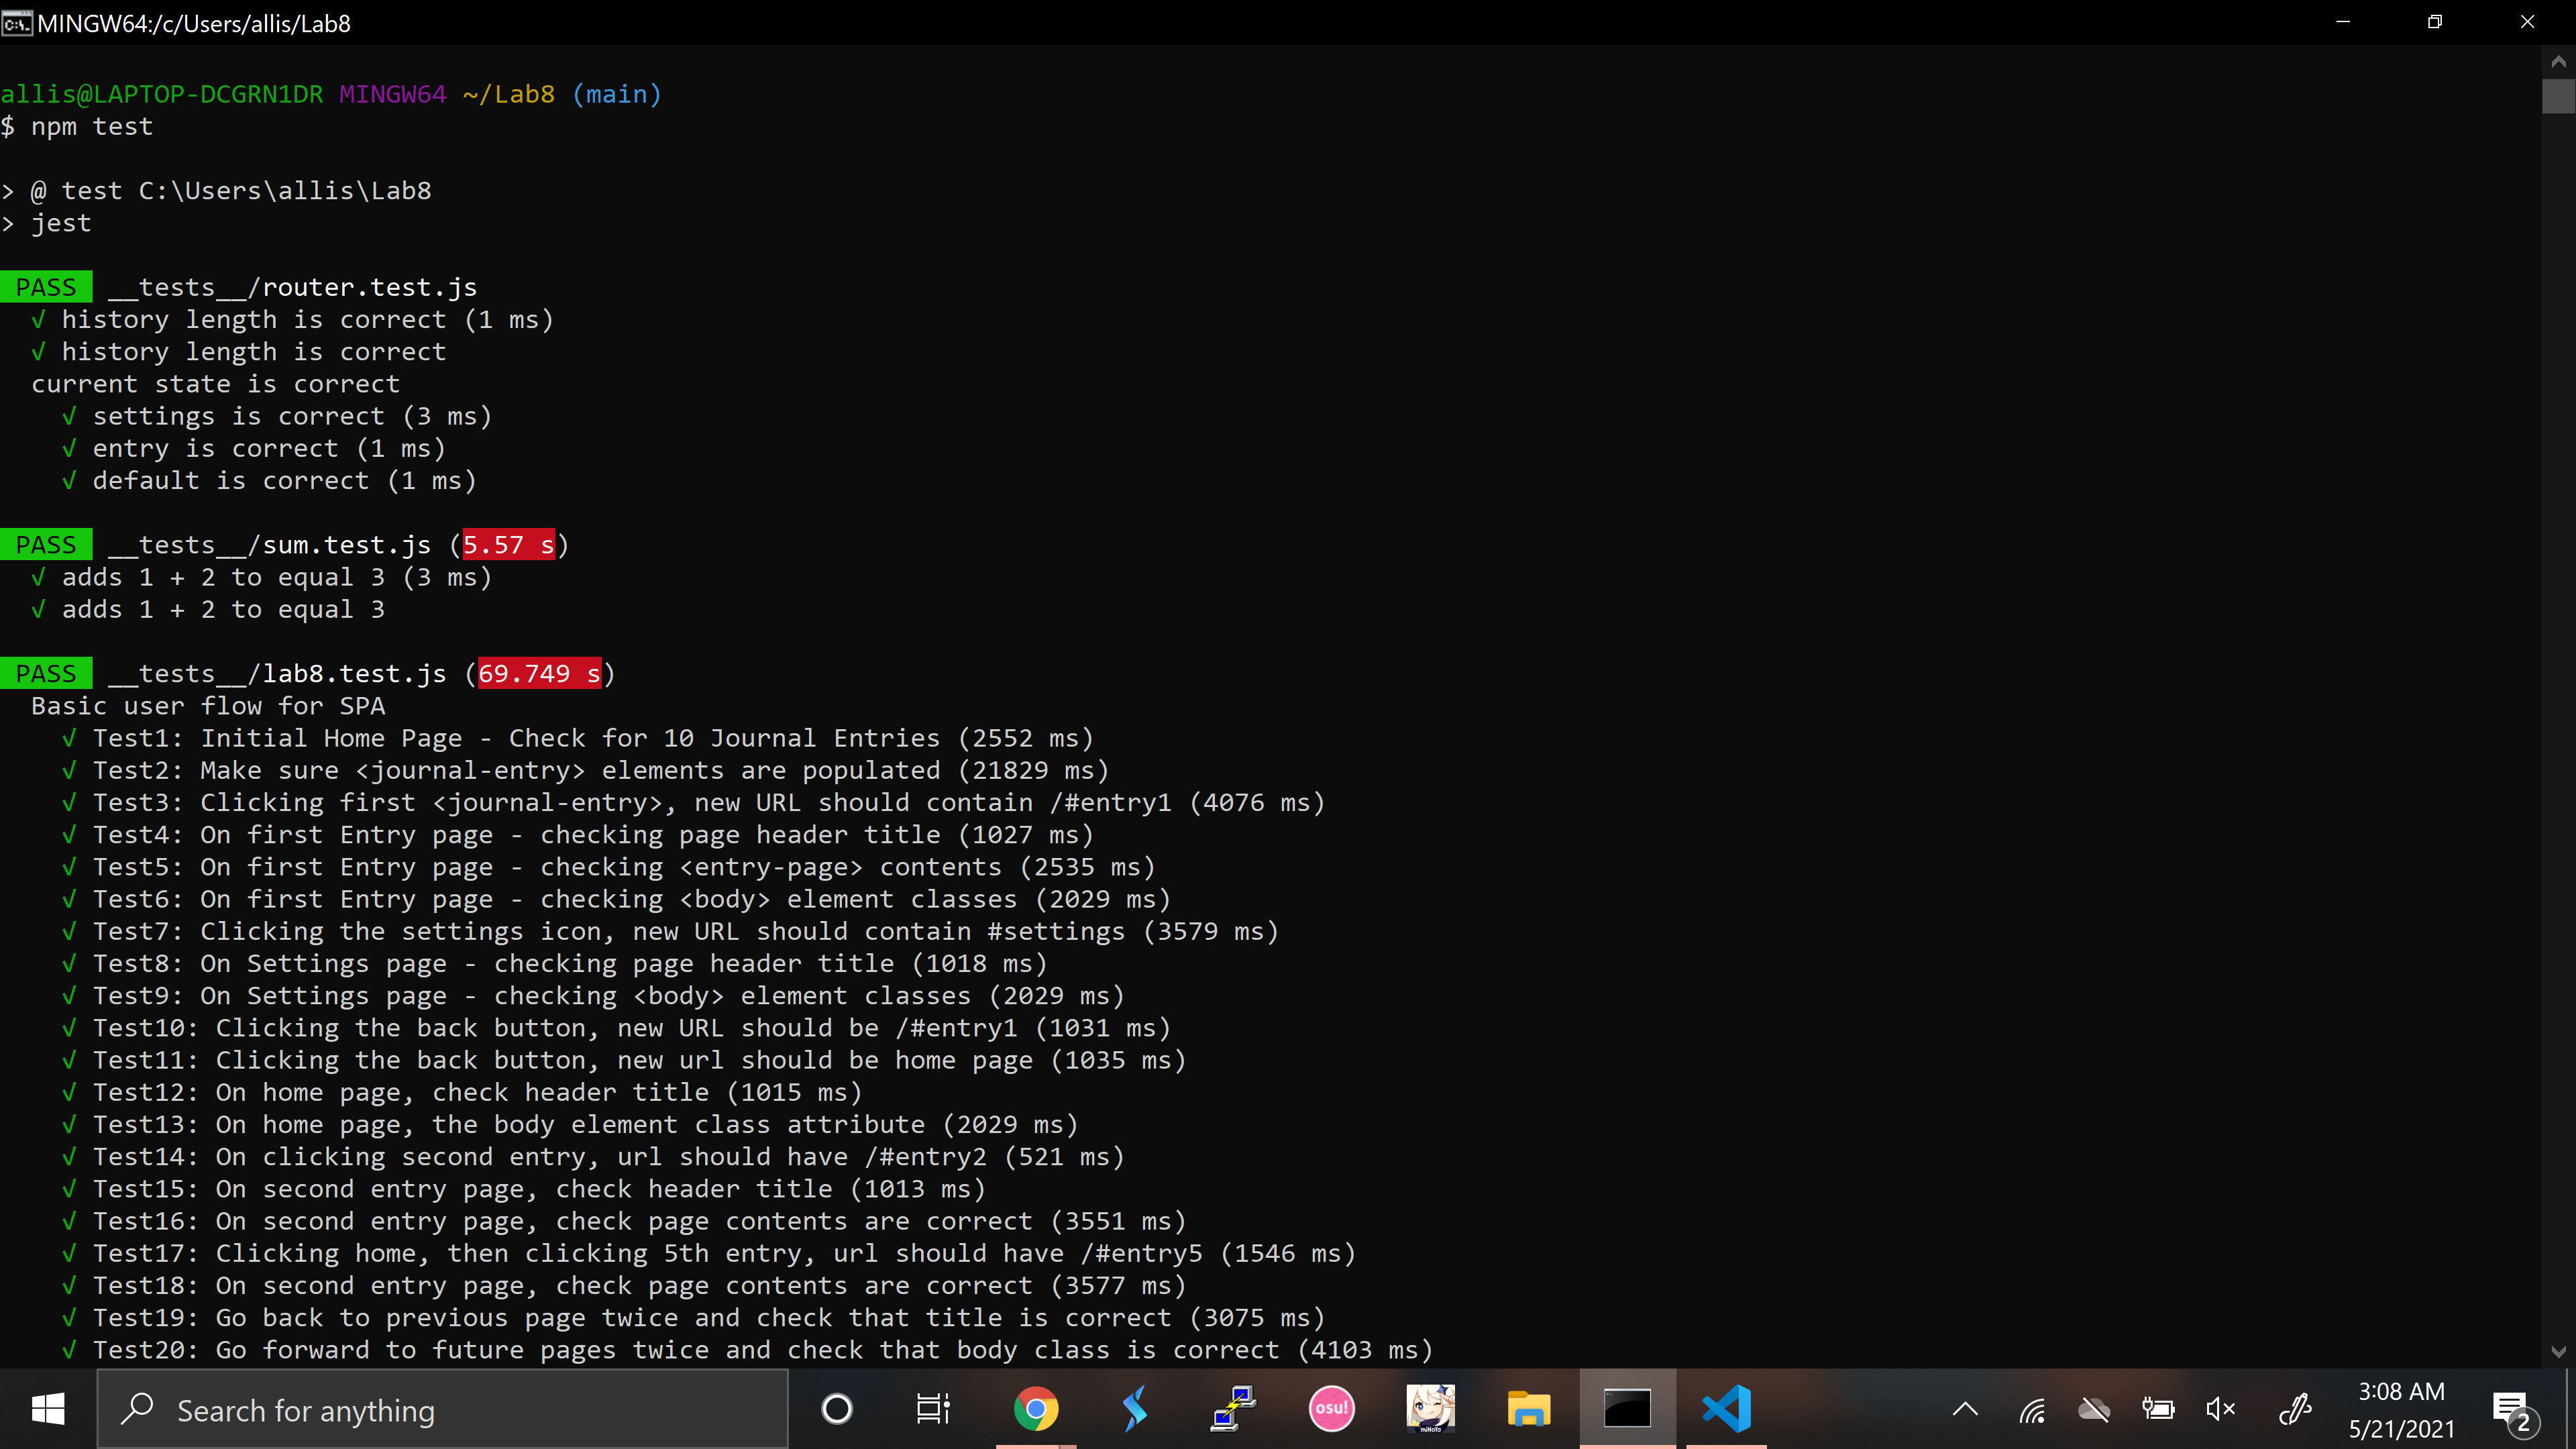 MINGW64:/c/Users/allis/Lab8
allis@LAPTOP-DCGRN1DR MINGW64 ~/Lab8 (main)
$ npm test
> @ test C:\Users\allis\Lab8
> jest
PASS __tests__/router.test.js
√ history length is correct (1 ms)
√ history length is correct
current state is correct
√ settings is correct (3 ms)
√ entry is correct (1 ms)
√ default is correct (1 ms)
PASS __tests__/sum.test.js (5.57 s)
√ adds 1 + 2 to equal 3 (3 ms)
√ adds 1 + 2 to equal 3
PASS __tests__/lab8.test.js (69.749 s)
Basic user flow for SPA
√ Test1: Initial Home Page - Check for 10 Journal Entries (2552 ms)
√ Test2: Make sure <journal-entry> elements are populated (21829 ms)
√ Test3: Clicking first <journal-entry>, new URL should contain /#entry1 (4076 ms)
√ Test4: On first Entry page - checking page header title (1027 ms)
√ Test5: On first Entry page - checking <entry-page> contents (2535 ms)
√ Test6: On first Entry page - checking <body> element classes (2029 ms)
√ Test7: Clicking the settings icon, new URL should contain #settings (3579 ms)
√ Test8: On Settings page - checking page header title (1018 ms)
√ Test9: On Settings page - checking <body> element classes (2029 ms)
√ Test10: Clicking the back button, new URL should be /#entry1 (1031 ms)
√ Test11: Clicking the back button, new url should be home page (1035 ms)
√ Test12: On home page, check header title (1015 ms)
√ Test13: On home page, the body element class attribute (2029 ms)
√ Test14: On clicking second entry, url should have /#entry2 (521 ms)
√ Test15: On second entry page, check header title (1013 ms)
√ Test16: On second entry page, check page contents are correct (3551 ms)
√ Test17: Clicking home, then clicking 5th entry, url should have /#entry5 (1546 ms)
√ Test18: On second entry page, check page contents are correct (3577 ms)
√ Test19: Go back to previous page twice and check that title is correct (3075 ms)
√ Test20: Go forward to future pages twice and check that body class is correct (4103 ms)
Search for anything
osu!
miHoYo
3:08 AM
5/21/2021
2